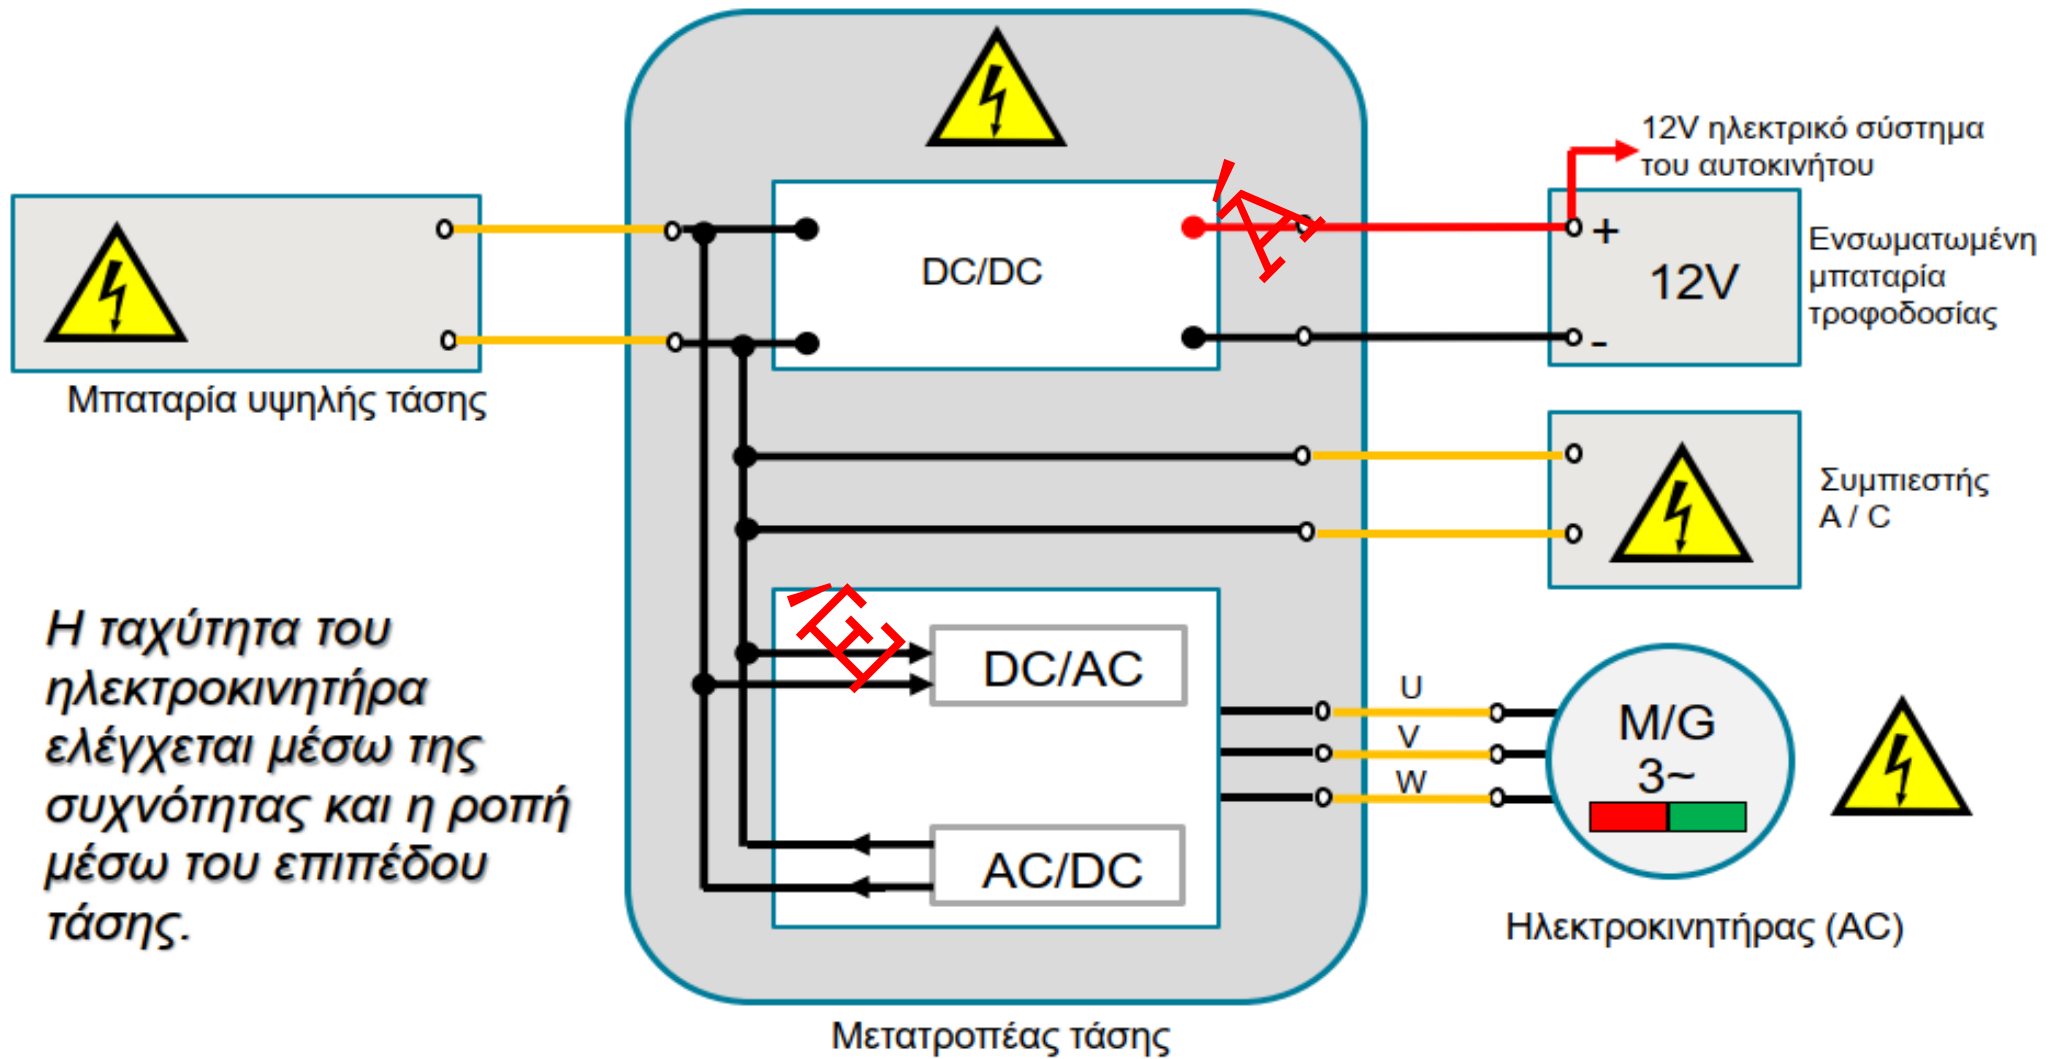 12V ηλεκτρικό σύστημα
του αυτοκινήτου
Ά
DC/DC
+
12V
-
Ενσωματωμένη
μπαταρία
τροφοδοσίας
Μπαταρία υψηλής τάσης
Συμπιεστής
A / C
Έ
DC/AC
Η ταχύτητα του
ηλεκτροκινητήρα
ελέγχεται μέσω της
συχνότητας και η ροπή
μέσω του επιπέδου
τάσης.
U
V
W
M/G
3~
AC/DC
Ηλεκτροκινητήρας (AC)
Μετατροπέας τάσης